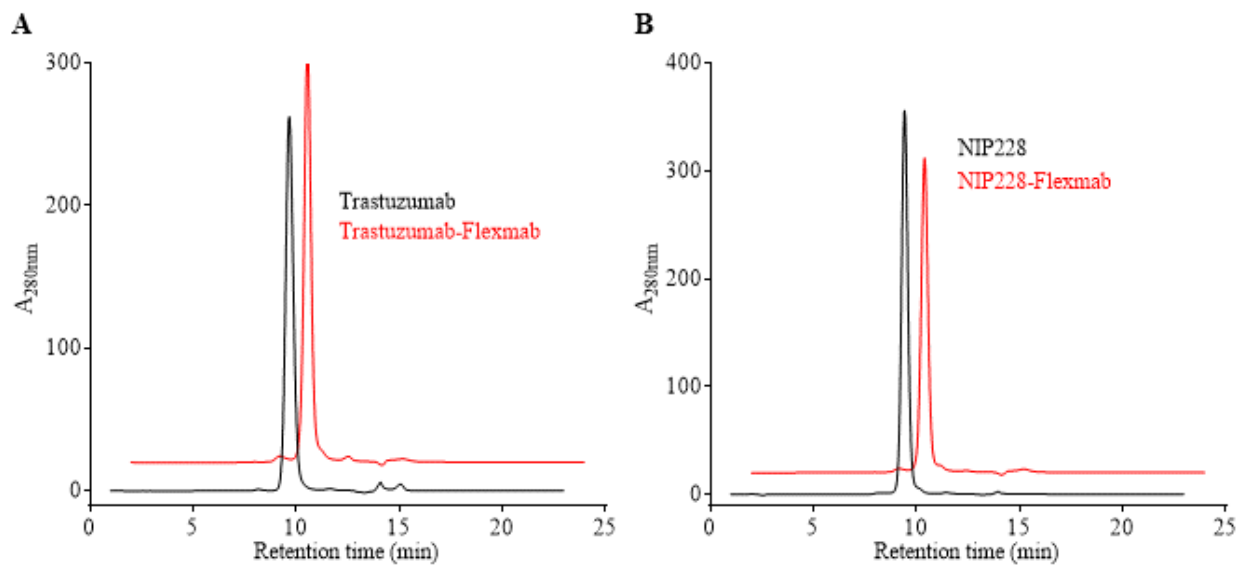 A
300
200
100
0
A280nm
Trastuzumab
Trastuzumab-Flexmab
0 5 10 15 20 25
Retention time (min)
B
400
300
200
100
0
A280nm
NIP228
NIP228-Flexmab
0 5 10 15 20 25
Retention time (min)